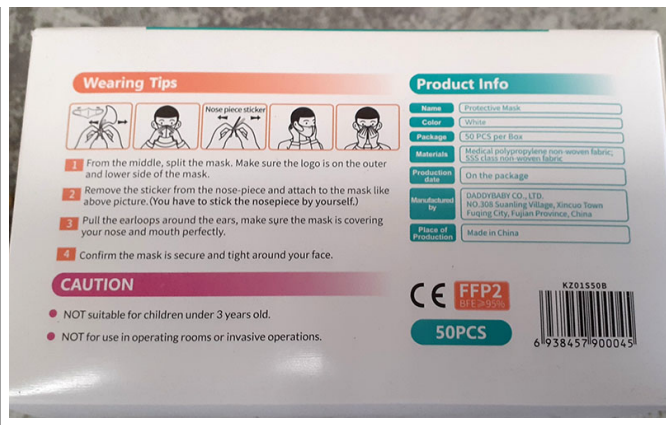 Wearing Tips
Nose piece sticker
1 From the middle, split the mask. Make sure the logo is on the outer
and lower side of the mask.
2 Remove the sticker from the nose-piece and attach to the mask like
above picture.(You have to stick the nosepiece by yourself.)
3 Pull the earloops around the ears, make sure the mask is covering
your nose and mouth perfectly.
4 Confirm the mask is secure and tight around your face.
CAUTION
NOT suitable for children under 3 years old.
NOT for use in operating rooms or invasive operations.
Product Info
Name Protective Mask
Color White
Package 50 PCS per Box
Materials Medical polypropylene non-woven fabric,
SSS class non-woven fabric
Production
date On the package
Manufactured
by DADDYBABY CO., LTD.
NO.308 Suanling Village, Xincuo Town
Fuqing City, Fujian Province, China
Place of
Production Made in China
CE FFP2
BFE≥95%
50PCS
KZ01S50B
6 938457 900045